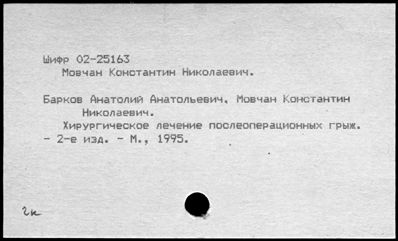 Шифр 02-25163
Мовчан Константин Николаевич.
Барков Анатолий Анатольевич, Мовчан Константин
Николаевич.
Хирургическое лечение послеоперационных грыж.
- 2-е изд. - М., 1995.
2к